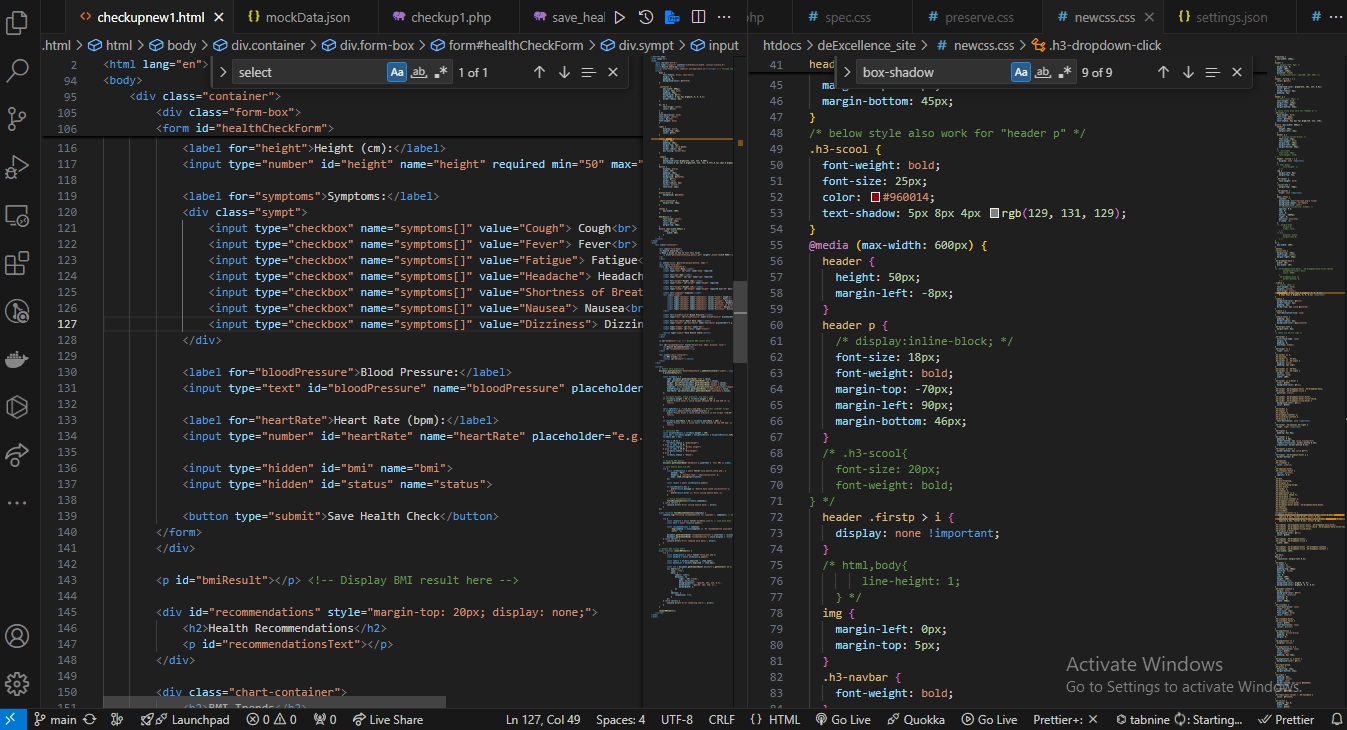 checkupnew1.html
mockData.json
checkup1.php
save_heal
hp
spec.css
preserve.css
newcss.css
settings.json
.html > html > body > div.container > div.form-box > form#healthCheckForm > div.sympt > input
htdocs > deExcellence_site > # newcss.css > .h3-dropdown-click
select
Aa
ab
1 of 1
box-shadow
Aa
ab
9 of 9
2 <html lang="en">
94 <body>
95 <div class="container">
105 <div class="form-box">
106 <form id="healthCheckForm">
116 <label for="height">Height (cm):</label>
117 <input type="number" id="height" name="height" required min="50" max="
118
119 <label for="symptoms">Symptoms:</label>
120 <div class="sympt">
121 <input type="checkbox" name="symptoms[]" value="Cough"> Cough<br>
122 <input type="checkbox" name="symptoms[]" value="Fever"> Fever<br>
123 <input type="checkbox" name="symptoms[]" value="Fatigue"> Fatigue<
124 <input type="checkbox" name="symptoms[]" value="Headache"> Headach
125 <input type="checkbox" name="symptoms[]" value="Shortness of Breat
126 <input type="checkbox" name="symptoms[]" value="Nausea"> Nausea<br
127 <input type="checkbox" name="symptoms[]" value="Dizziness"> Dizzin
128 </div>
129
130 <label for="bloodPressure">Blood Pressure:</label>
131 <input type="text" id="bloodPressure" name="bloodPressure" placeholder
132
133 <label for="heartRate">Heart Rate (bpm):</label>
134 <input type="number" id="heartRate" name="heartRate" placeholder="e.g.
135
136 <input type="hidden" id="bmi" name="bmi">
137 <input type="hidden" id="status" name="status">
138
139 <button type="submit">Save Health Check</button>
140 </form>
141 </div>
142
143 <p id="bmiResult"></p> <!-- Display BMI result here -->
144
145 <div id="recommendations" style="margin-top: 20px; display: none;">
146 <h2>Health Recommendations</h2>
147 <p id="recommendationsText"></p>
148 </div>
149
150 <div class="chart-container">
151 <h2>BMI Trends</h2>
41 head
45
46 margin-bottom: 45px;
47 }
48 /* below style also work for "header p" */
49 .h3-scool {
50 font-weight: bold;
51 font-size: 25px;
52 color: #960014;
53 text-shadow: 5px 8px 4px rgb(129, 131, 129);
54 }
55 @media (max-width: 600px) {
56 header {
57 height: 50px;
58 margin-left: -8px;
59 }
60 header p {
61 /* display:inline-block; */
62 font-size: 18px;
63 font-weight: bold;
64 margin-top: -70px;
65 margin-left: 90px;
66 margin-bottom: 46px;
67 }
68 /* .h3-scool{
69 font-size: 20px;
70 font-weight: bold;
71 } */
72 header .firstp > i {
73 display: none !important;
74 }
75 /* html,body{
76 line-height: 1;
77 } */
78 img {
79 margin-left: 0px;
80 margin-top: 5px;
81 }
82 .h3-navbar {
83 font-weight: bold;
Activate Windows
Go to Settings to activate Windows.
main
Launchpad
0 0
0
Live Share
Ln 127, Col 49
Spaces: 4
UTF-8
CRLF
{} HTML
Go Live
Quokka
Go Live
Prettier+: ×
tabnine : Starting...
Prettier